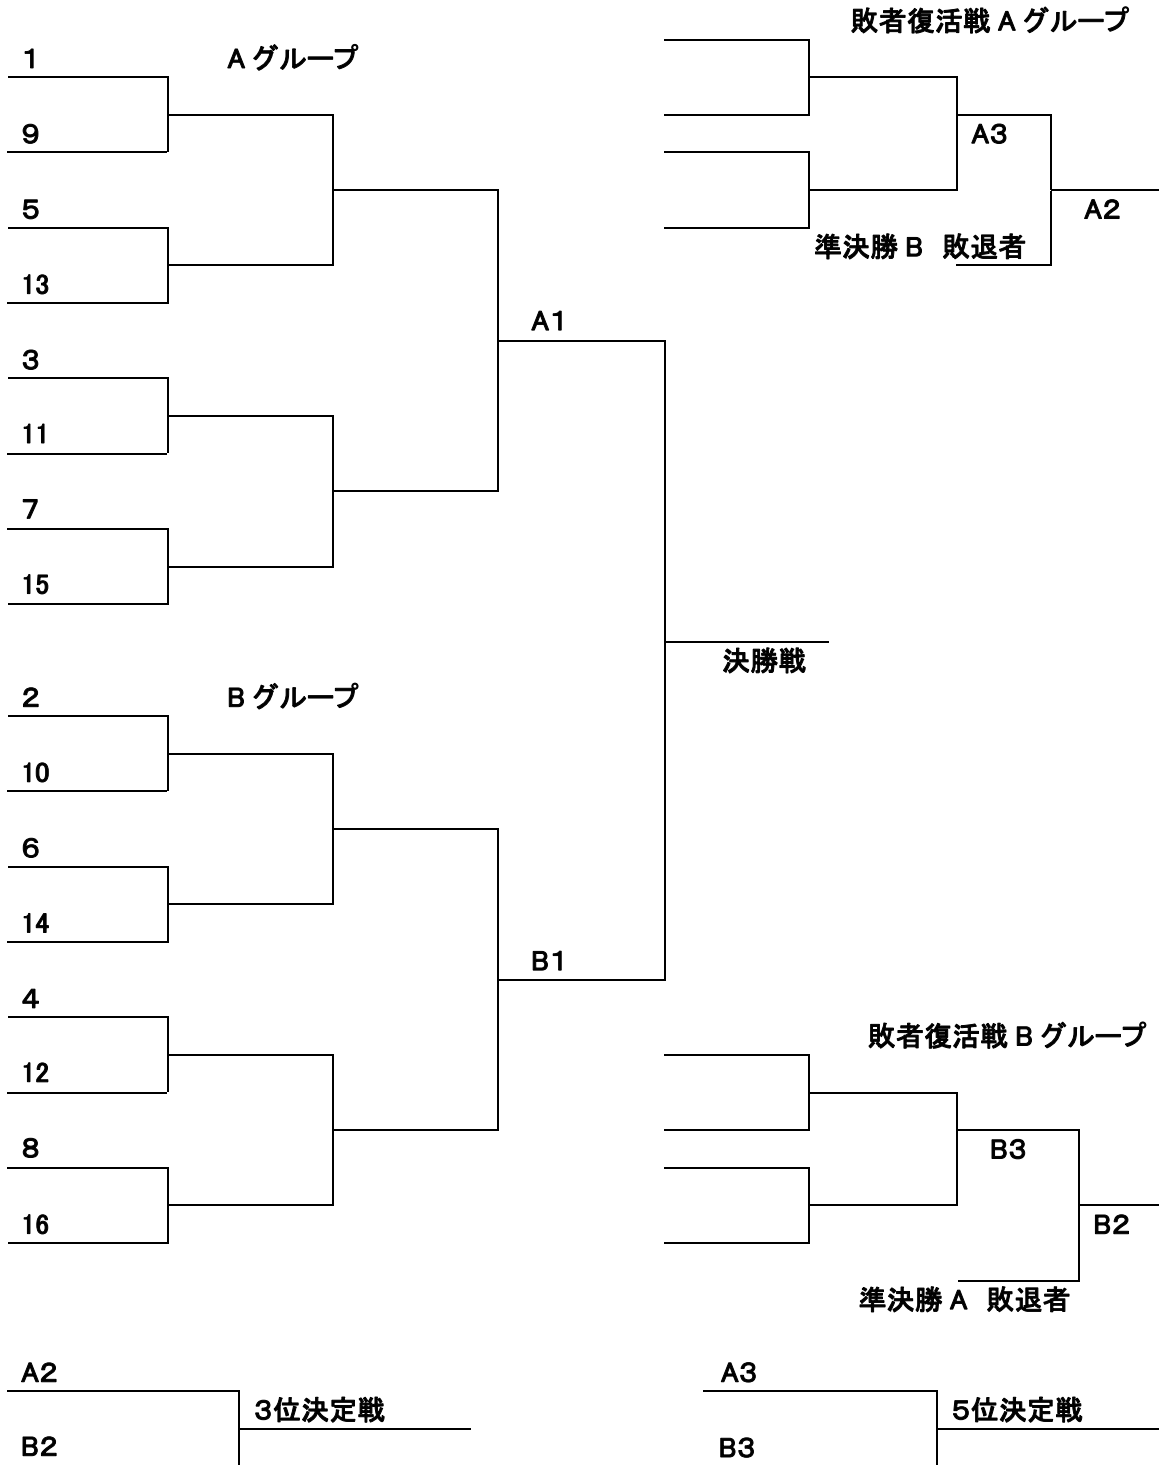 敗者復活戦 A グループ
1
A グループ
9
A3
5
A2
準決勝 B 敗退者
13
A1
3
11
7
15
決勝戦
2
B グループ
10
6
14
B1
4
敗者復活戦 B グループ
12
8
B3
16
B2
準決勝 A 敗退者
A2
3位決定戦
B2
A3
5位決定戦
B3